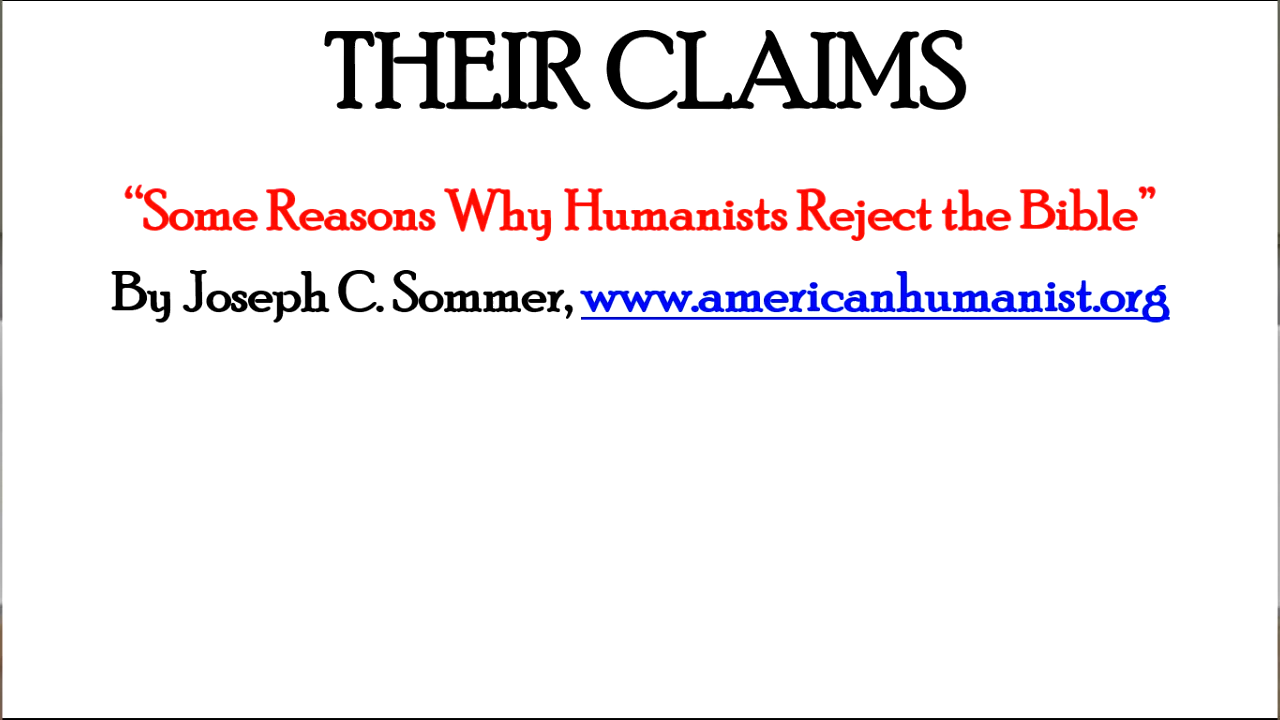 THEIR CLAIMS
“Some Reasons Why Humanists Reject the Bible”
By Joseph C. Sommer, www.americanhumanist.org